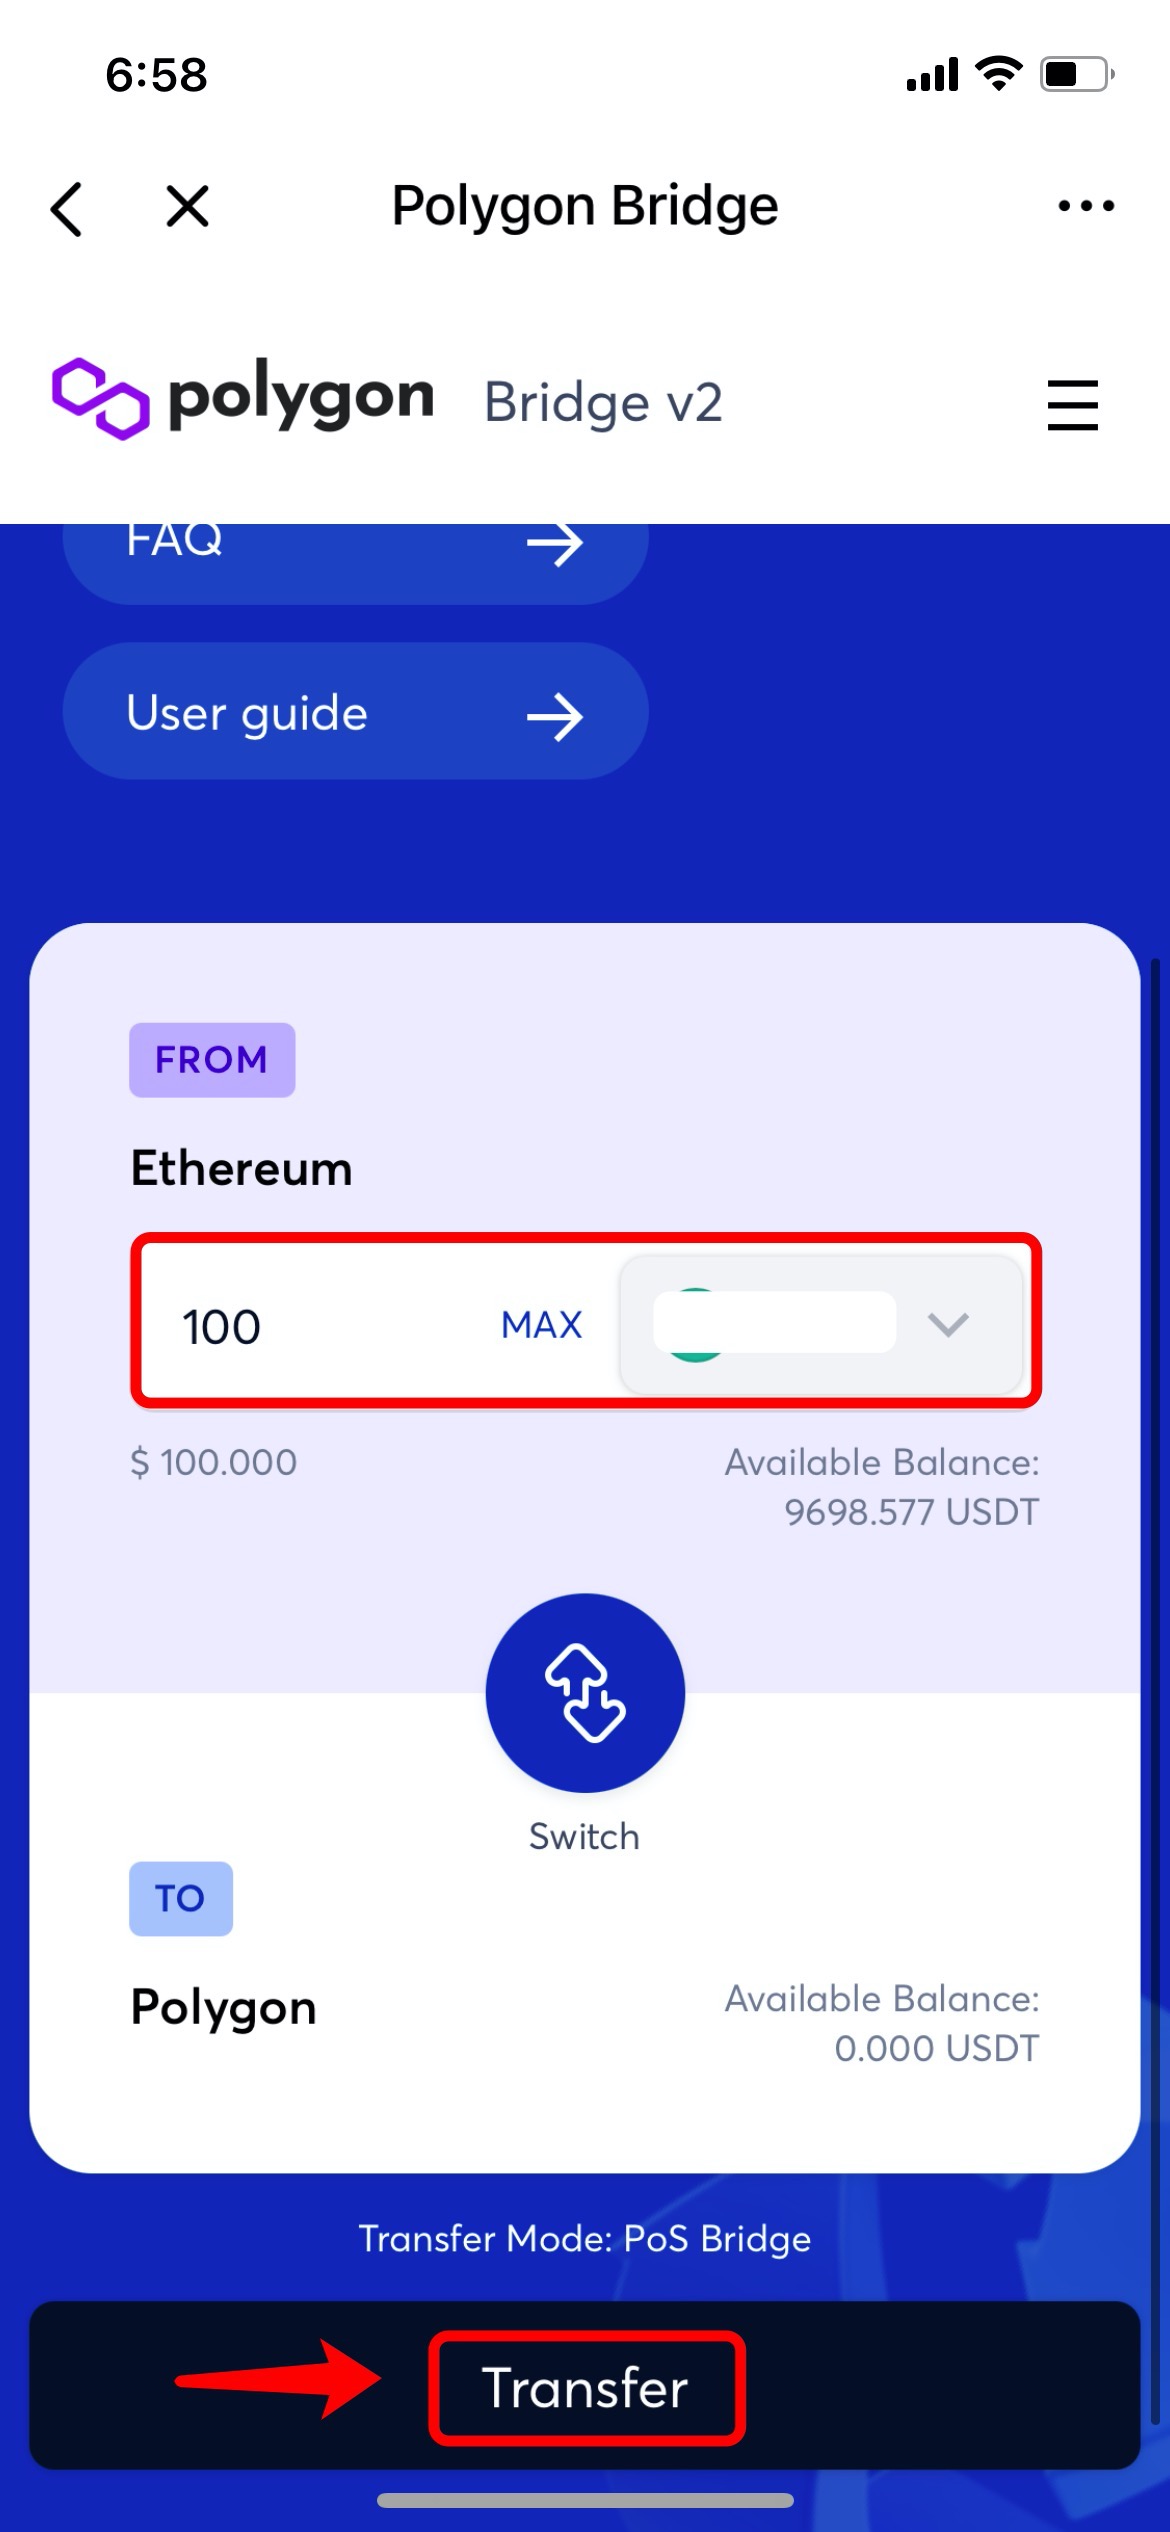 6:58
Polygon Bridge
polygon Bridge v2
FAQ
User guide
FROM
Ethereum
100 MAX
$ 100.000
Available Balance:
9698.577 USDT
Switch
TO
Polygon
Available Balance:
0.000 USDT
Transfer Mode: PoS Bridge
Transfer